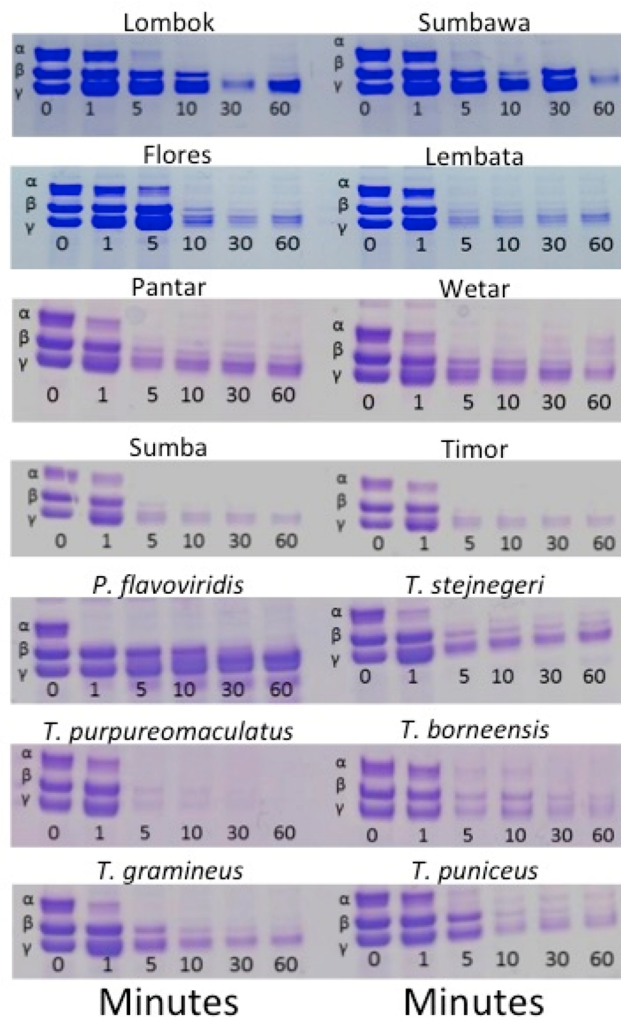 Lombok Sumbawa
α α
β β
γ γ
0 1 5 10 30 60 0 1 5 10 30 60
Flores Lembata
α α
β β
γ γ
0 1 5 10 30 60 0 1 5 10 30 60
Pantar Wetar
α α
β β
γ γ
0 1 5 10 30 60 0 1 5 10 30 60
Sumba Timor
α α
β β
γ γ
0 1 5 10 30 60 0 1 5 10 30 60
P. flavoviridis T. stejnegeri
α α
β β
γ γ
0 1 5 10 30 60 0 1 5 10 30 60
T. purpureomaculatus T. borneensis
α α
β β
γ γ
0 1 5 10 30 60 0 1 5 10 30 60
T. gramineus T. puniceus
α α
β β
γ γ
0 1 5 10 30 60 0 1 5 10 30 60
Minutes Minutes